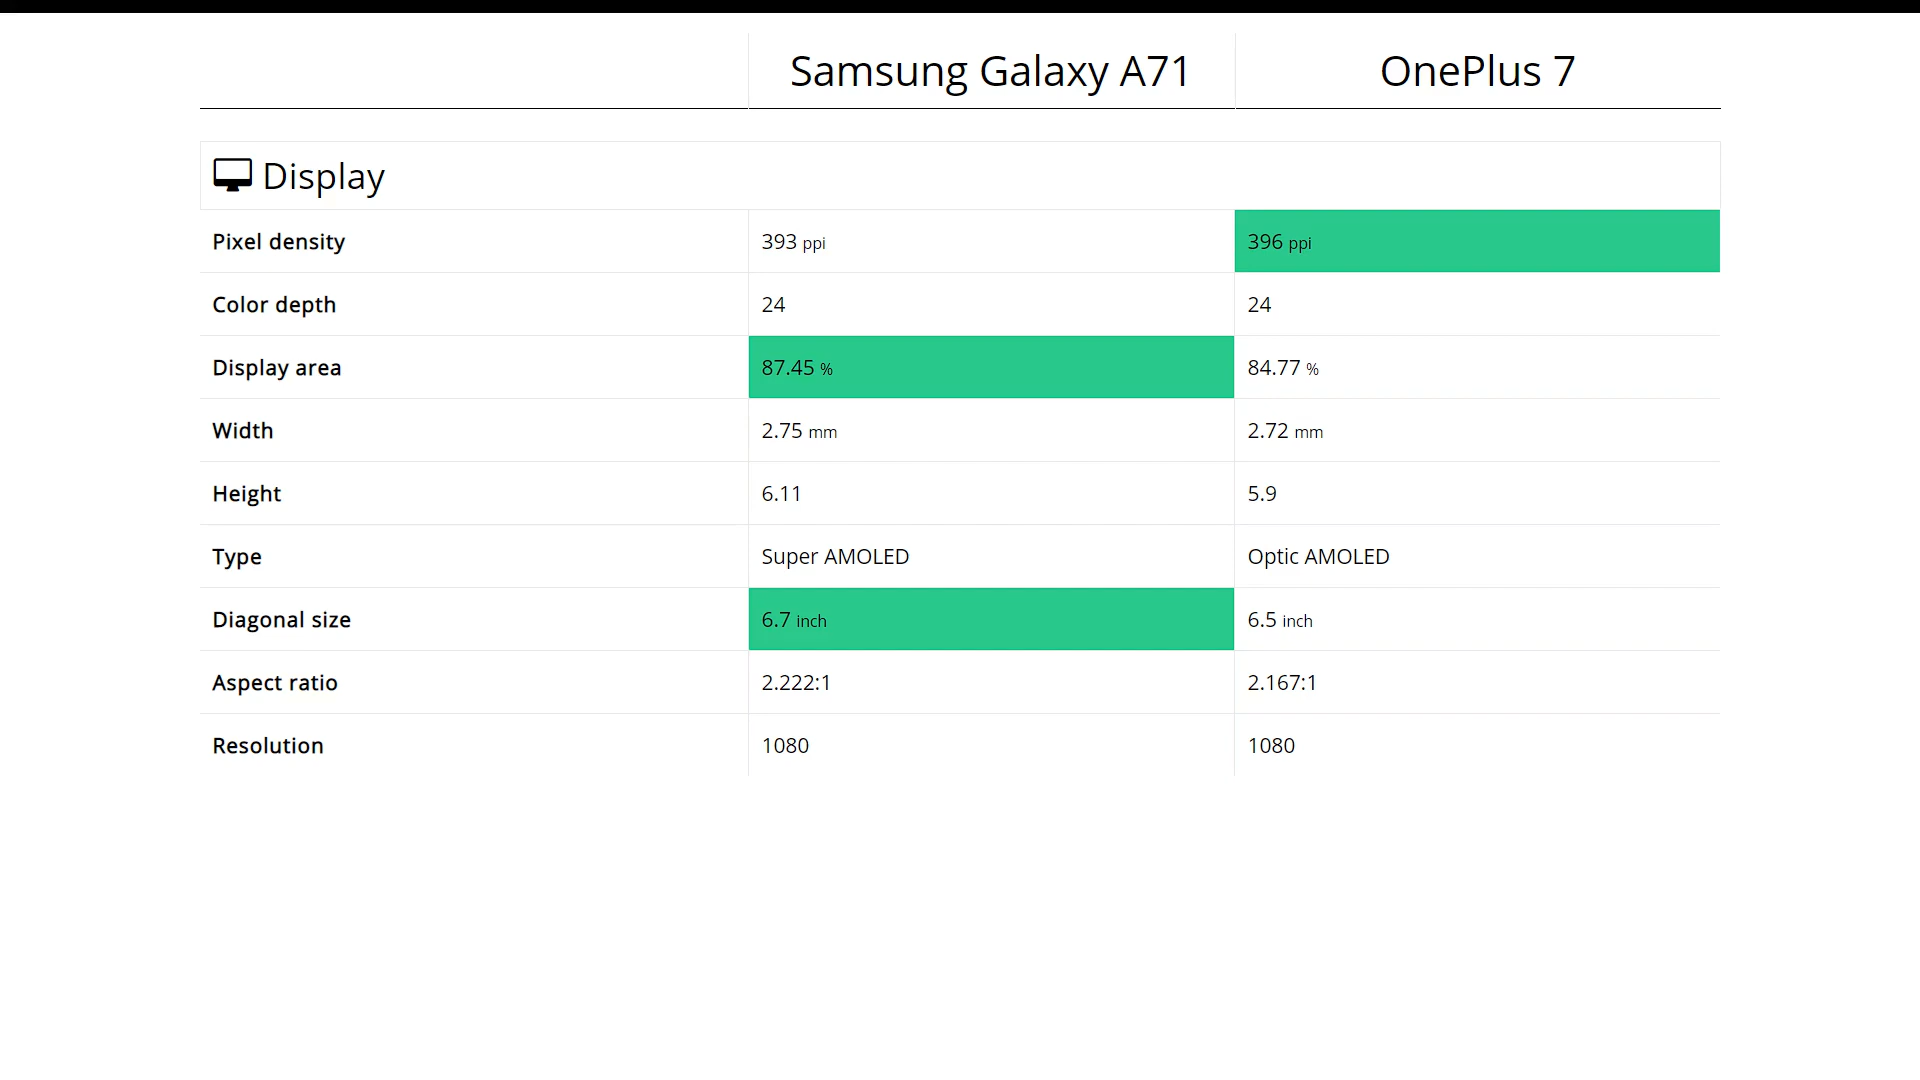 Samsung Galaxy A71 OnePlus 7
Display
Pixel density 393 ppi 396 ppi
Color depth 24 24
Display area 87.45 % 84.77 %
Width 2.75 mm 2.72 mm
Height 6.11 5.9
Type Super AMOLED Optic AMOLED
Diagonal size 6.7 inch 6.5 inch
Aspect ratio 2.222:1 2.167:1
Resolution 1080 1080